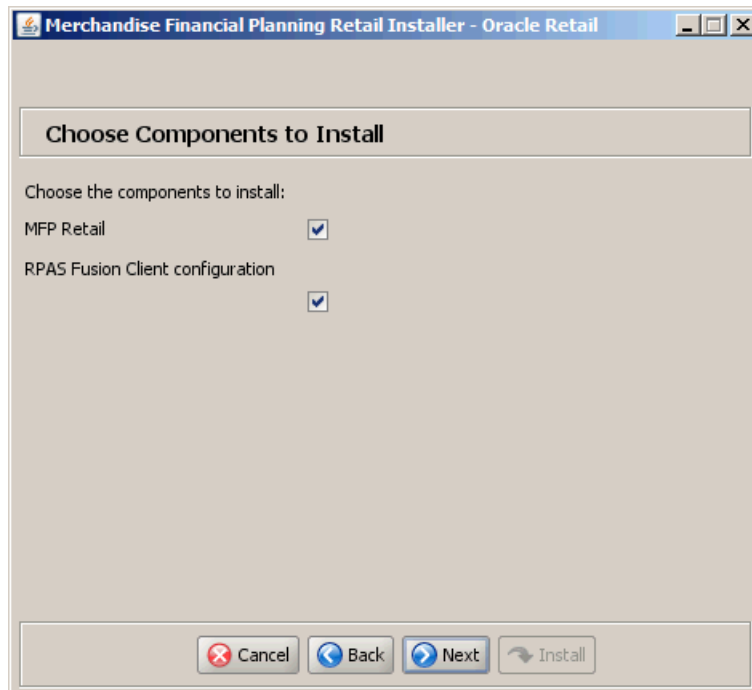 Merchandise Financial Planning Retail Installer - Oracle Retail
Choose Components to Install
Choose the components to install:
MFP Retail
RPAS Fusion Client configuration
Cancel Back Next Install